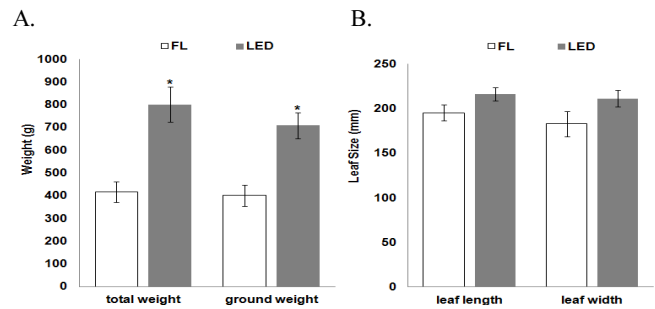 A.
FL LED
Weight (g)
1000
900
800
700
600
500
400
300
200
100
0
* *
total weight ground weight
B.
FL LED
Leaf Size (mm)
250
200
150
100
50
0
leaf length leaf width